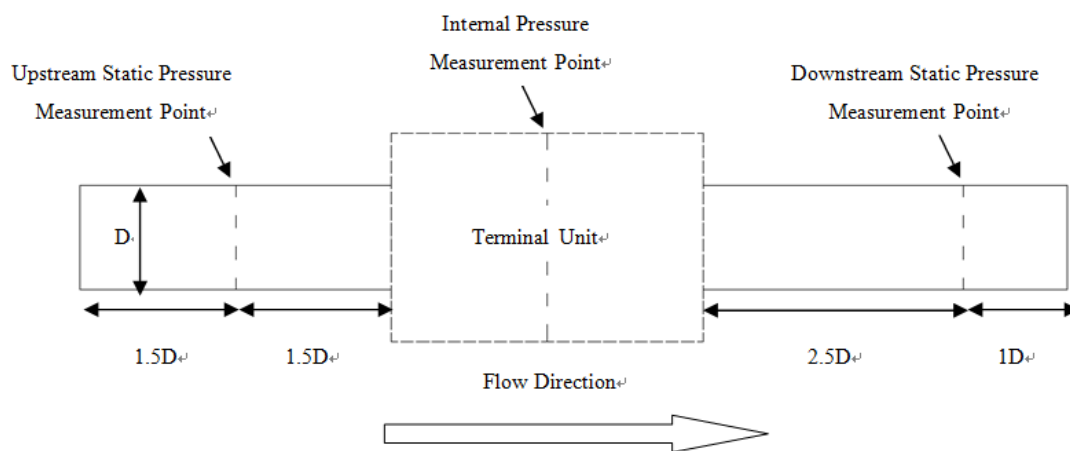 Internal Pressure
Measurement Point↵
Upstream Static Pressure
Measurement Point↵
Downstream Static Pressure
Measurement Point↵
D↵
Terminal Unit↵
1.5D↵
1.5D↵
2.5D↵
1D↵
Flow Direction↵